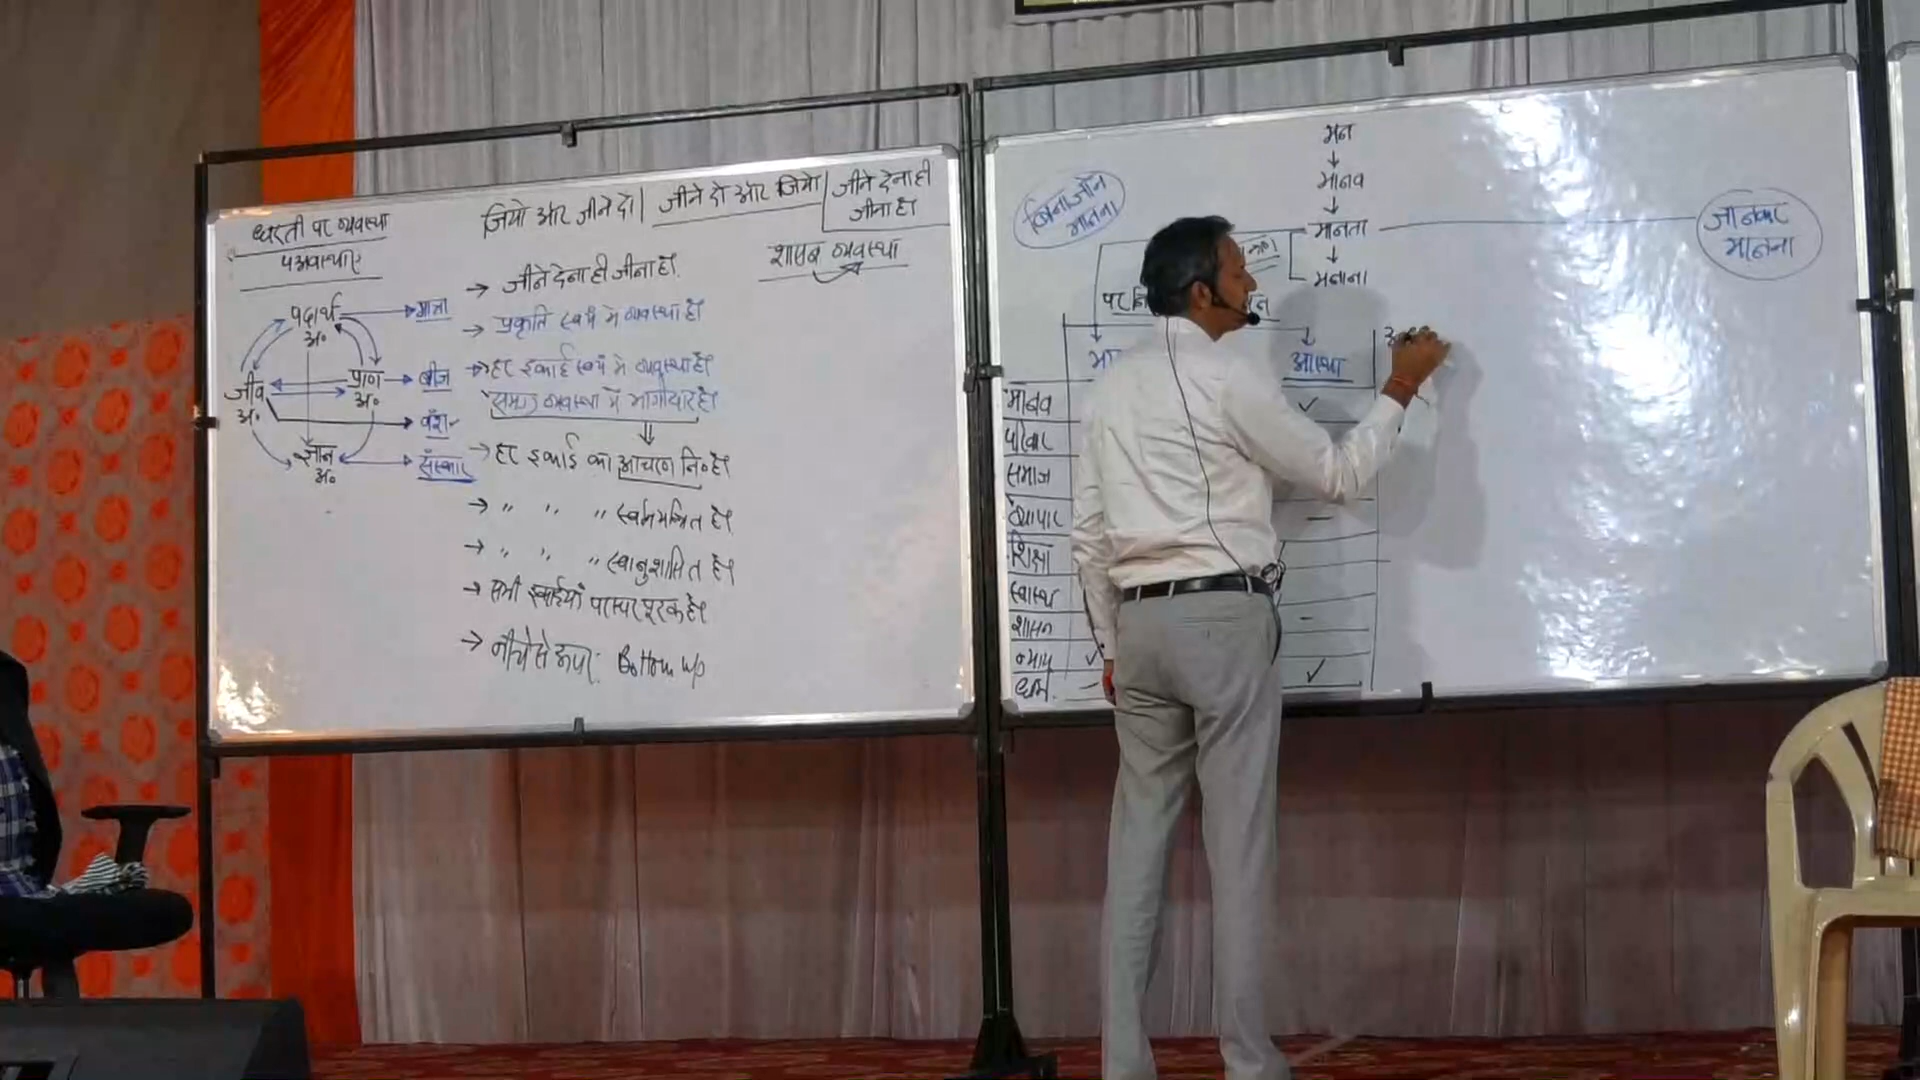 धरती पर व्यवस्था
जियो और जीने दो | जीने दो और जियो | जीने देना ही
जीना है।
शासन व्यवस्था
पदार्थ
अ०
मात्रा
जीव
अ०
प्राण
अ०
बीज
वंश
ज्ञान
अ०
संस्कार
→ जीने देना ही जीना है।
→ प्रकृति स्वयं में व्यवस्था है।
→ हर इकाई स्वयं में व्यवस्था है।
समग्र व्यवस्था में भागीदार है।
→ हर इकाई का आचरण नि० है।
→ " " " स्वनियंत्रित है।
→ " " " स्वानुशासित है।
→ सभी इकाईयाँ परस्पर पूरक है।
→ नीचे से ऊपर: Bottom up
मन
मानव
मानता
मनाना
बिना जाने
मानना
जानकर
मानना
आस्था
मानव
परिवार
समाज
व्यापार
शिक्षा
स्वास्थ
शासन
न्याय
धर्म